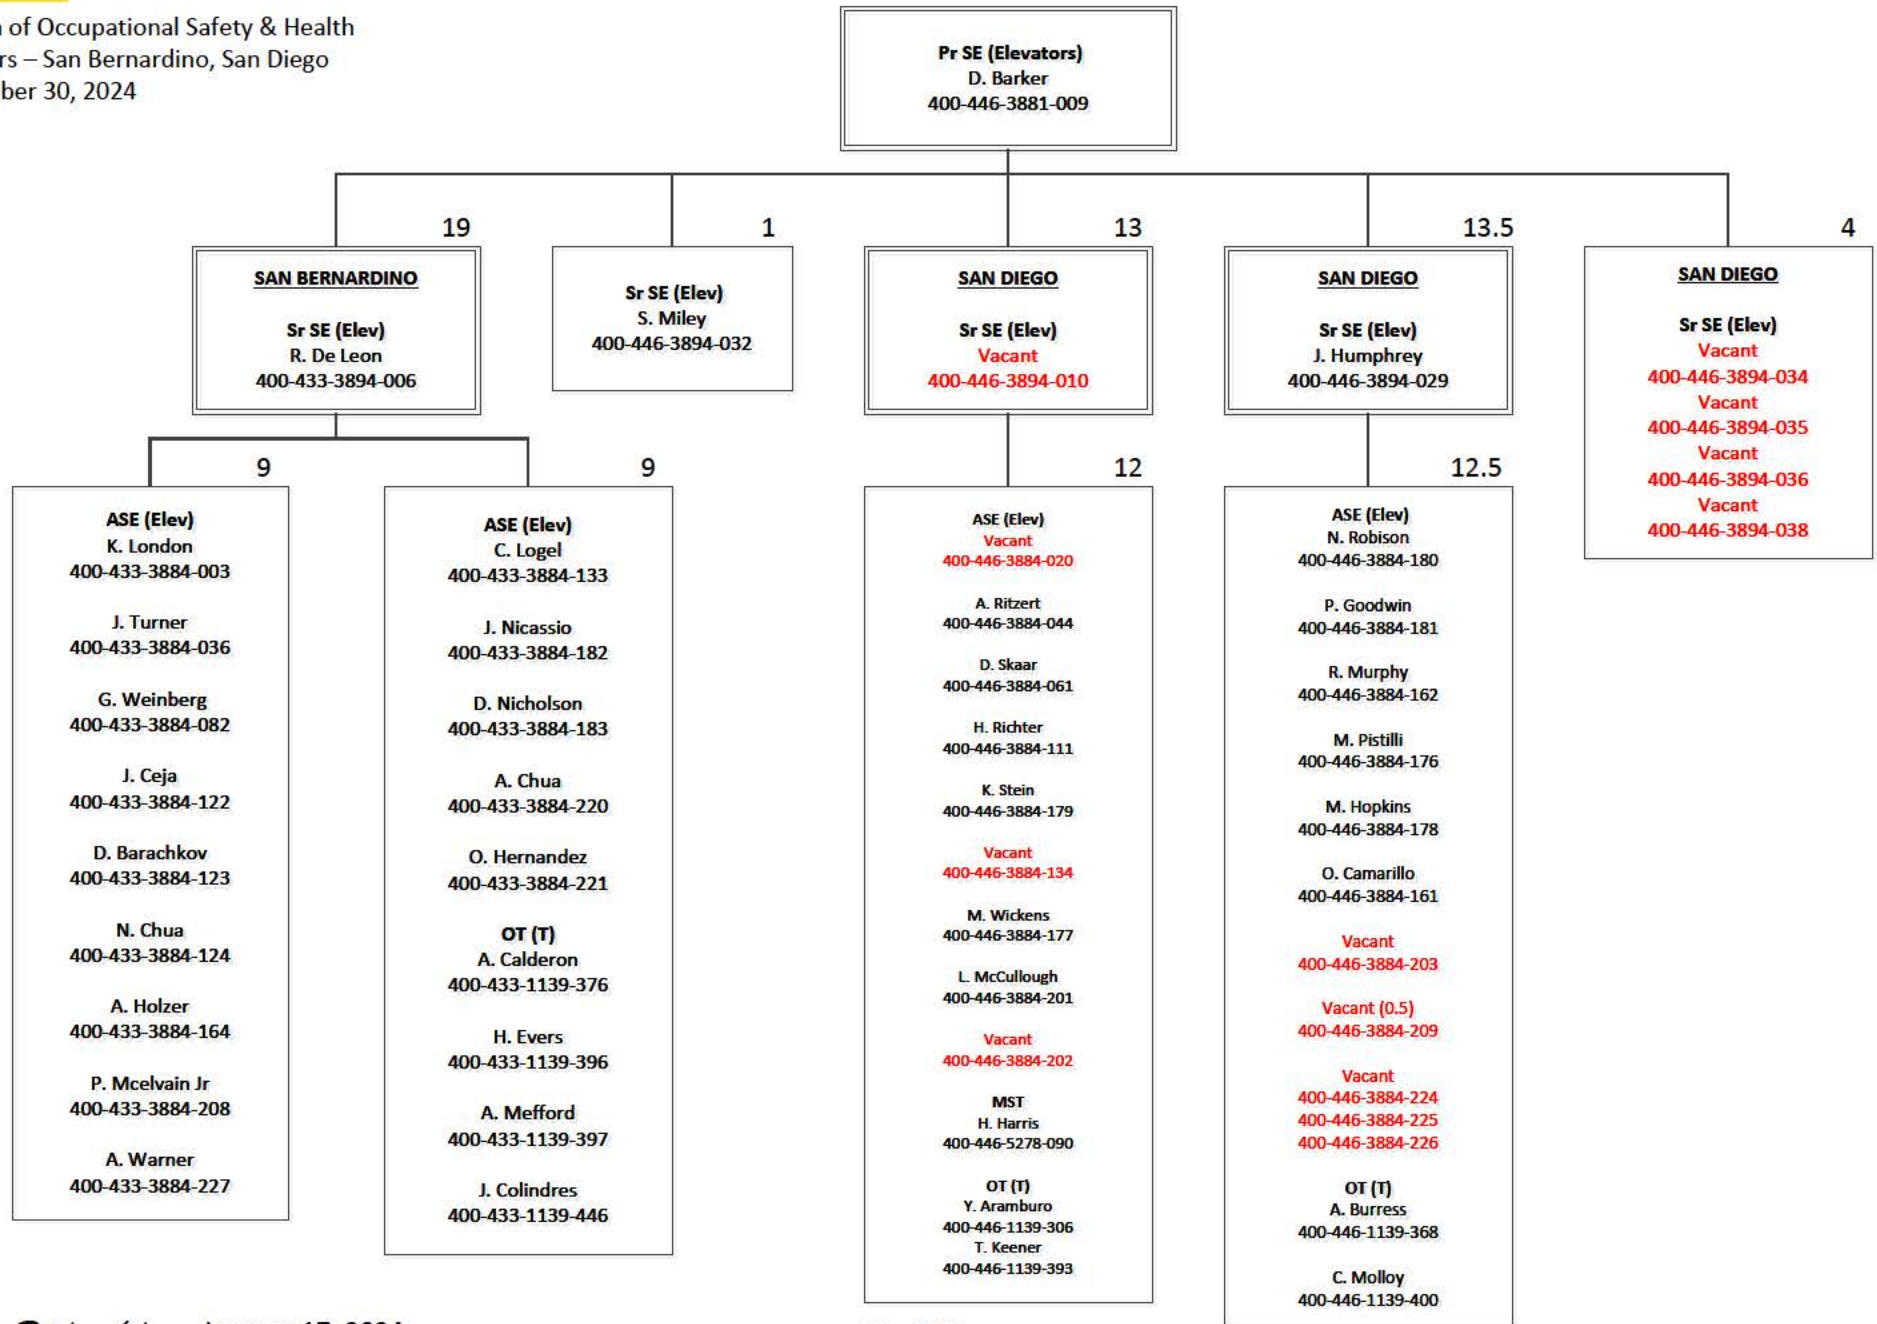 of Occupational Safety & Health
– San Bernardino, San Diego
30, 2024
Pr SE (Elevators)
D. Barker
400-446-3881-009
19
SAN BERNARDINO
Sr SE (Elev)
R. De Leon
400-433-3894-006
1
Sr SE (Elev)
S. Miley
400-446-3894-032
13
SAN DIEGO
Sr SE (Elev)
Vacant
400-446-3894-010
13.5
SAN DIEGO
Sr SE (Elev)
J. Humphrey
400-446-3894-029
4
SAN DIEGO
Sr SE (Elev)
Vacant
400-446-3894-034
Vacant
400-446-3894-035
Vacant
400-446-3894-036
Vacant
400-446-3894-038
9
ASE (Elev)
K. London
400-433-3884-003
J. Turner
400-433-3884-036
G. Weinberg
400-433-3884-082
J. Ceja
400-433-3884-122
D. Barachkov
400-433-3884-123
N. Chua
400-433-3884-124
A. Holzer
400-433-3884-164
P. Mcelvain Jr
400-433-3884-208
A. Warner
400-433-3884-227
9
ASE (Elev)
C. Logel
400-433-3884-133
J. Nicassio
400-433-3884-182
D. Nicholson
400-433-3884-183
A. Chua
400-433-3884-220
O. Hernandez
400-433-3884-221
OT (T)
A. Calderon
400-433-1139-376
H. Evers
400-433-1139-396
A. Mefford
400-433-1139-397
J. Colindres
400-433-1139-446
12
ASE (Elev)
Vacant
400-446-3884-020
A. Ritzert
400-446-3884-044
D. Skaar
400-446-3884-061
H. Richter
400-446-3884-111
K. Stein
400-446-3884-179
Vacant
400-446-3884-134
M. Wickens
400-446-3884-177
L. McCullough
400-446-3884-201
Vacant
400-446-3884-202
MST
H. Harris
400-446-5278-090
OT (T)
Y. Aramburo
400-446-1139-306
T. Keener
400-446-1139-393
12.5
ASE (Elev)
N. Robison
400-446-3884-180
P. Goodwin
400-446-3884-181
R. Murphy
400-446-3884-162
M. Pistilli
400-446-3884-176
M. Hopkins
400-446-3884-178
O. Camarillo
400-446-3884-161
Vacant
400-446-3884-203
Vacant (0.5)
400-446-3884-209
Vacant
400-446-3884-224
400-446-3884-225
400-446-3884-226
OT (T)
A. Burress
400-446-1139-368
C. Molloy
400-446-1139-400